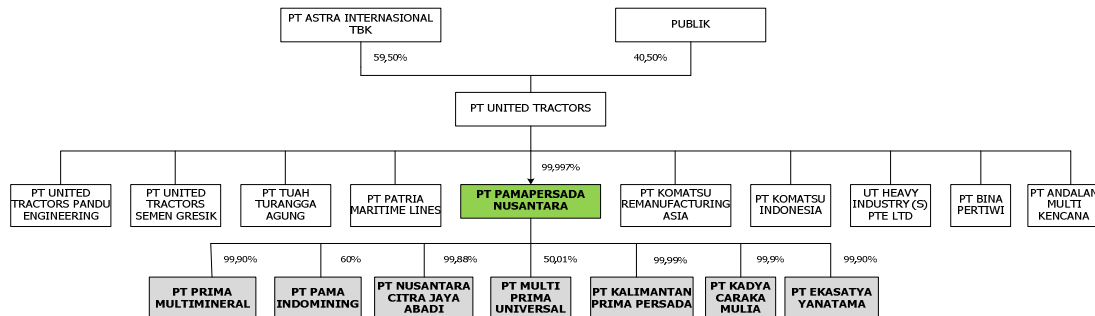 PT ASTRA INTERNASIONAL
TBK
PUBLIK
59,50%
40,50%
PT UNITED TRACTORS
99,997%
PT UNITED
TRACTORS PANDU
ENGINEERING
PT UNITED
TRACTORS
SEMEN GRESIK
PT TUAH
TURANGGA
AGUNG
PT PATRIA
MARITIME LINES
PT PAMAPERSADA
NUSANTARA
PT KOMATSU
REMANUFACTURING
ASIA
PT KOMATSU
INDONESIA
UT HEAVY
INDUSTRY (S)
PTE LTD
PT BINA
PERTIWI
PT ANDALAN
MULTI
KENCANA
99,90%
60%
99,88%
50,01%
99,99%
99,9%
99,90%
PT PRIMA
MULTIMINERAL
PT PAMA
INDOMINING
PT NUSANTARA
CITRA JAYA
ABADI
PT MULTI
PRIMA
UNIVERSAL
PT KALIMANTAN
PRIMA PERSADA
PT KADYA
CARAKA
MULIA
PT EKASATYA
YANATAMA